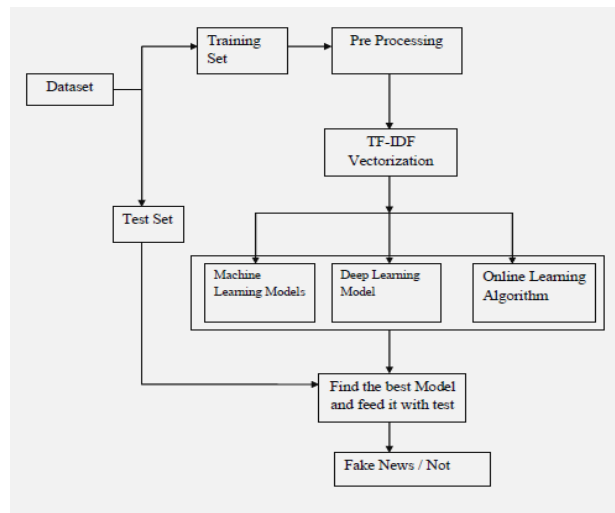 Training
Set
Pre Processing
Dataset
TF-IDF
Vectorization
Test Set
Machine
Learning Models
Deep Learning
Model
Online Learning
Algorithm
Find the best Model
and feed it with test
Fake News / Not